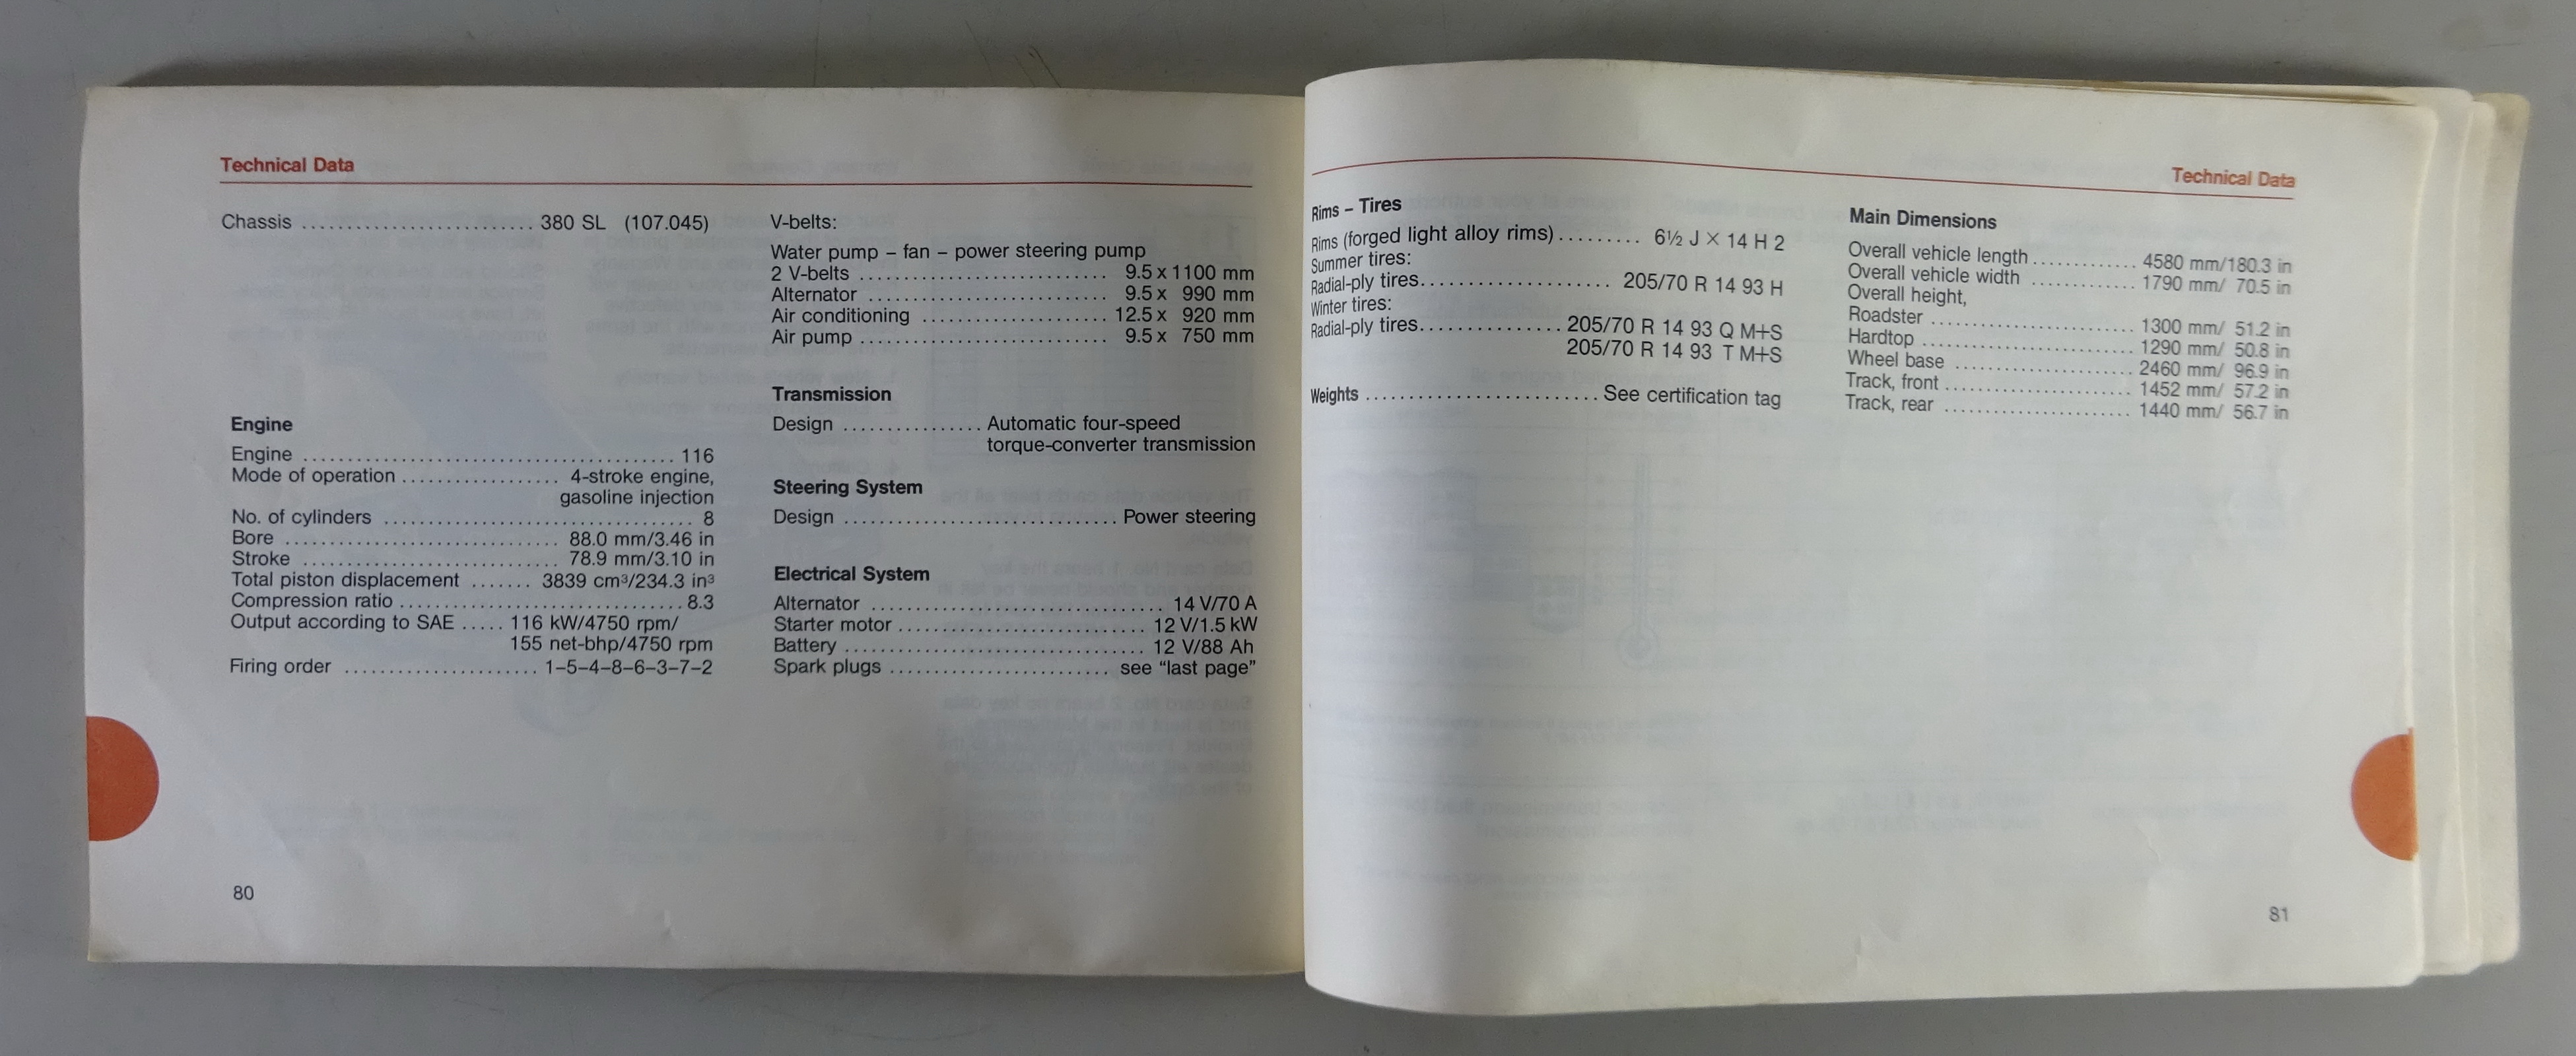 Technical Data
Chassis ......................... 380 SL (107.045)
Engine
Engine ........................................ 116
Mode of operation .................. 4-stroke engine,
gasoline injection
No. of cylinders ................................. 8
Bore ............................. 88.0 mm/3.46 in
Stroke ........................... 78.9 mm/3.10 in
Total piston displacement ....... 3839 cm³/234.3 in³
Compression ratio .............................. 8.3
Output according to SAE ..... 116 kW/4750 rpm/
155 net-bhp/4750 rpm
Firing order ...................... 1–5–4–8–6–3–7–2
V-belts:
Water pump – fan – power steering pump
2 V-belts ............................. 9.5 x 1100 mm
Alternator ............................ 9.5 x 990 mm
Air conditioning ...................... 12.5 x 920 mm
Air pump ............................. 9.5 x 750 mm
Transmission
Design ................ Automatic four-speed
torque-converter transmission
Steering System
Design ................................ Power steering
Electrical System
Alternator .................................. 14 V/70 A
Starter motor ............................. 12 V/1.5 kW
Battery ................................... 12 V/88 Ah
Spark plugs ......................... see “last page”
80
Technical Data
Rims – Tires
Rims (forged light alloy rims) ......... 6½ J × 14 H 2
Summer tires:
Radial-ply tires .................... 205/70 R 14 93 H
Winter tires:
Radial-ply tires ............... 205/70 R 14 93 Q M+S
205/70 R 14 93 T M+S
Weights ........................... See certification tag
Main Dimensions
Overall vehicle length ............. 4580 mm/180.3 in
Overall vehicle width ............. 1790 mm/ 70.5 in
Overall height,
Roadster .......................... 1300 mm/ 51.2 in
Hardtop ........................... 1290 mm/ 50.8 in
Wheel base ....................... 2460 mm/ 96.9 in
Track, front ....................... 1452 mm/ 57.2 in
Track, rear ........................ 1440 mm/ 56.7 in
81